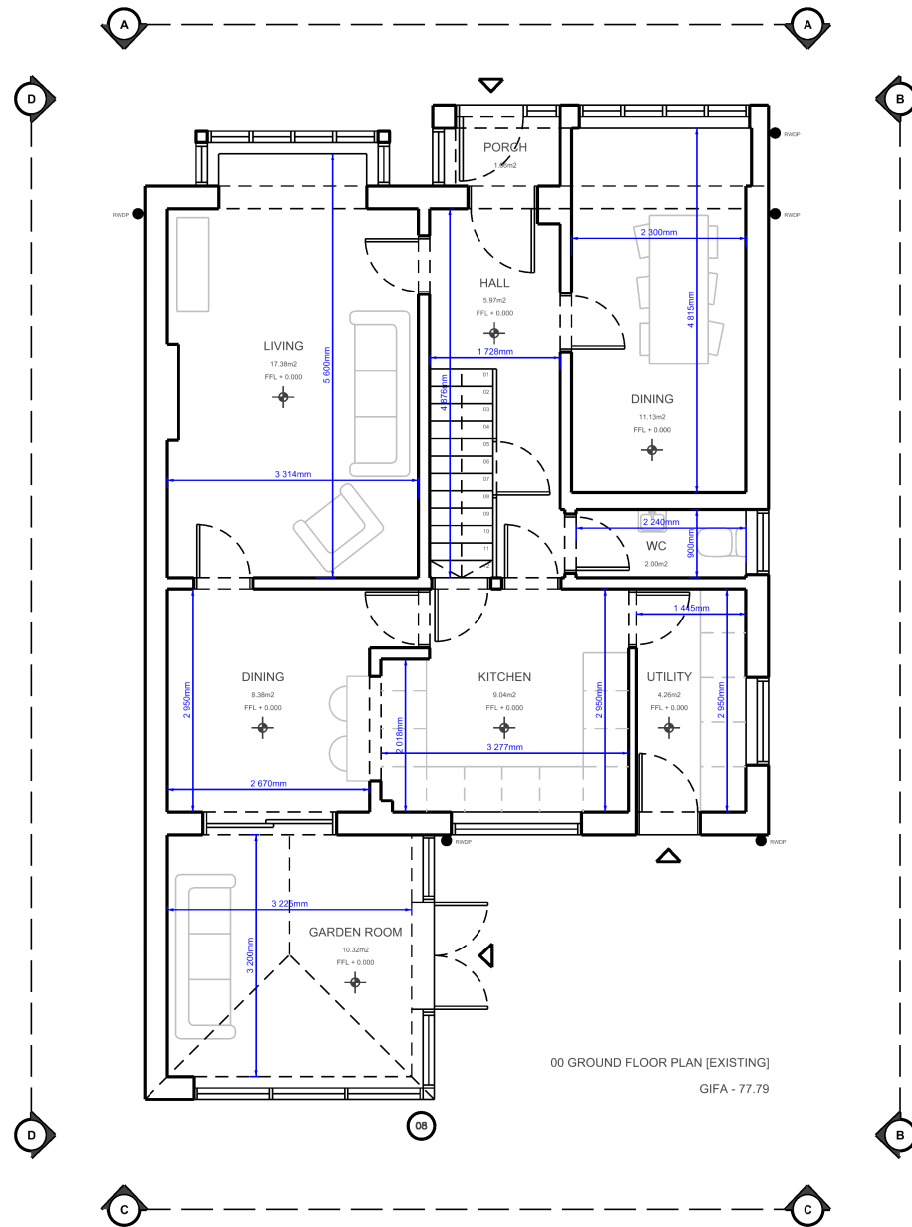 A
A
D
B
PORCH
1.66m2
RWDP
RWDP
RWDP
2 300mm
HALL
5.97m2
FFL + 0.000
4 815mm
LIVING
17.38m2
FFL + 0.000
5 600mm
1 728mm
4 876mm
01
02
03
04
05
06
07
08
09
10
11
DINING
11.13m2
FFL + 0.000
3 314mm
2 240mm
WC
900mm
2.00m2
1 445mm
DINING
8.38m2
FFL + 0.000
2 950mm
KITCHEN
9.04m2
FFL + 0.000
2 950mm
UTILITY
4.26m2
FFL + 0.000
2 950mm
2 018mm
3 277mm
2 670mm
RWDP
RWDP
3 225mm
GARDEN ROOM
10.32m2
FFL + 0.000
3 200mm
00 GROUND FLOOR PLAN [EXISTING]
GIFA - 77.79
08
D
B
C
C